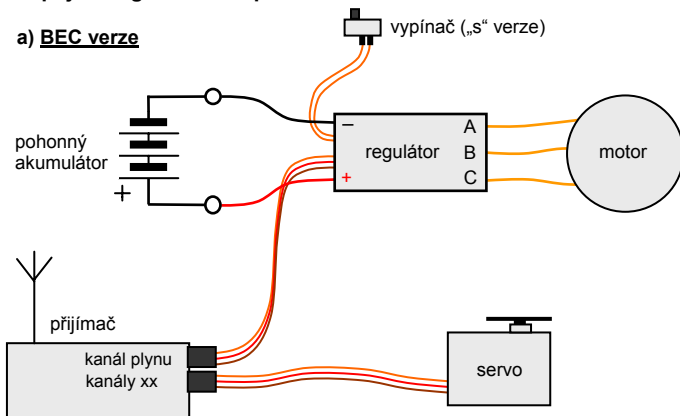 a) BEC verze
vypínač („s“ verze)
pohonný
akumulátor
+
−
+
regulátor
A
B
C
motor
přijímač
kanál plynu
kanály xx
servo